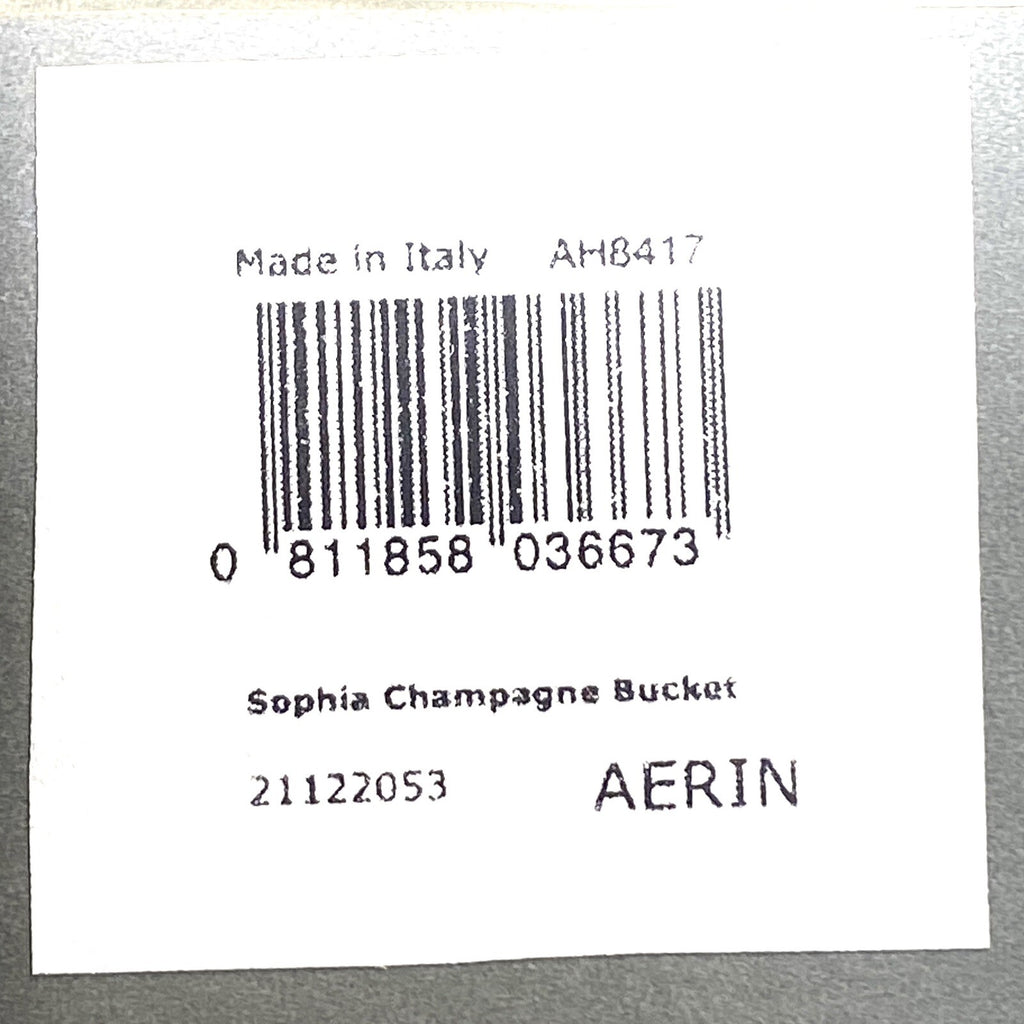 Made in Italy AH8417
0 811858 036673
Sophia Champagne Bucket
21122053 AERIN